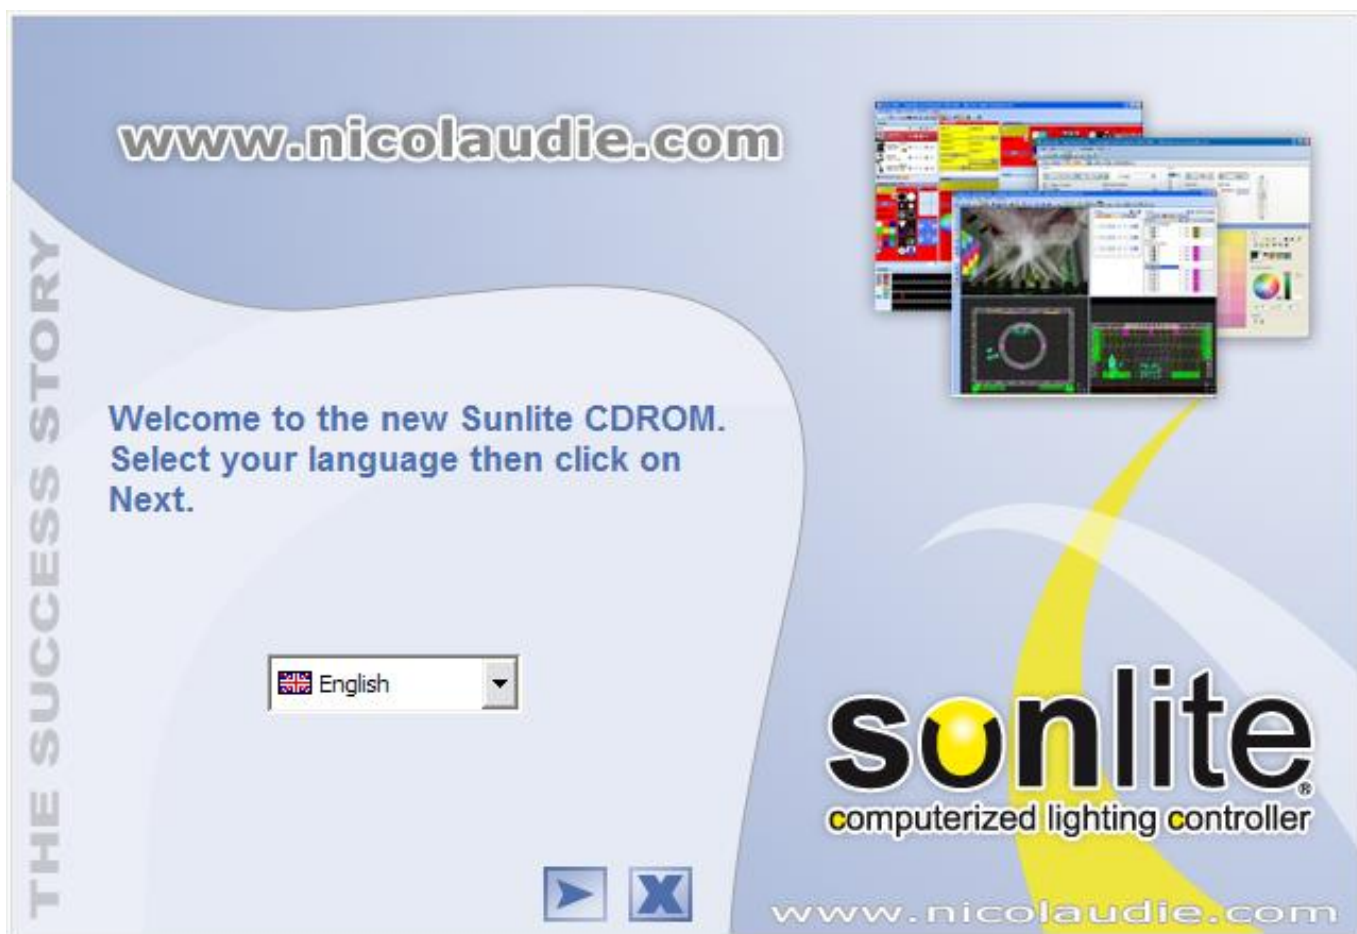 www.nicolaudie.com
THE SUCCESS STORY
Welcome to the new Sunlite CDROM.
Select your language then click on
Next.
English
sunlite®
computerized lighting controller
www.nicolaudie.com